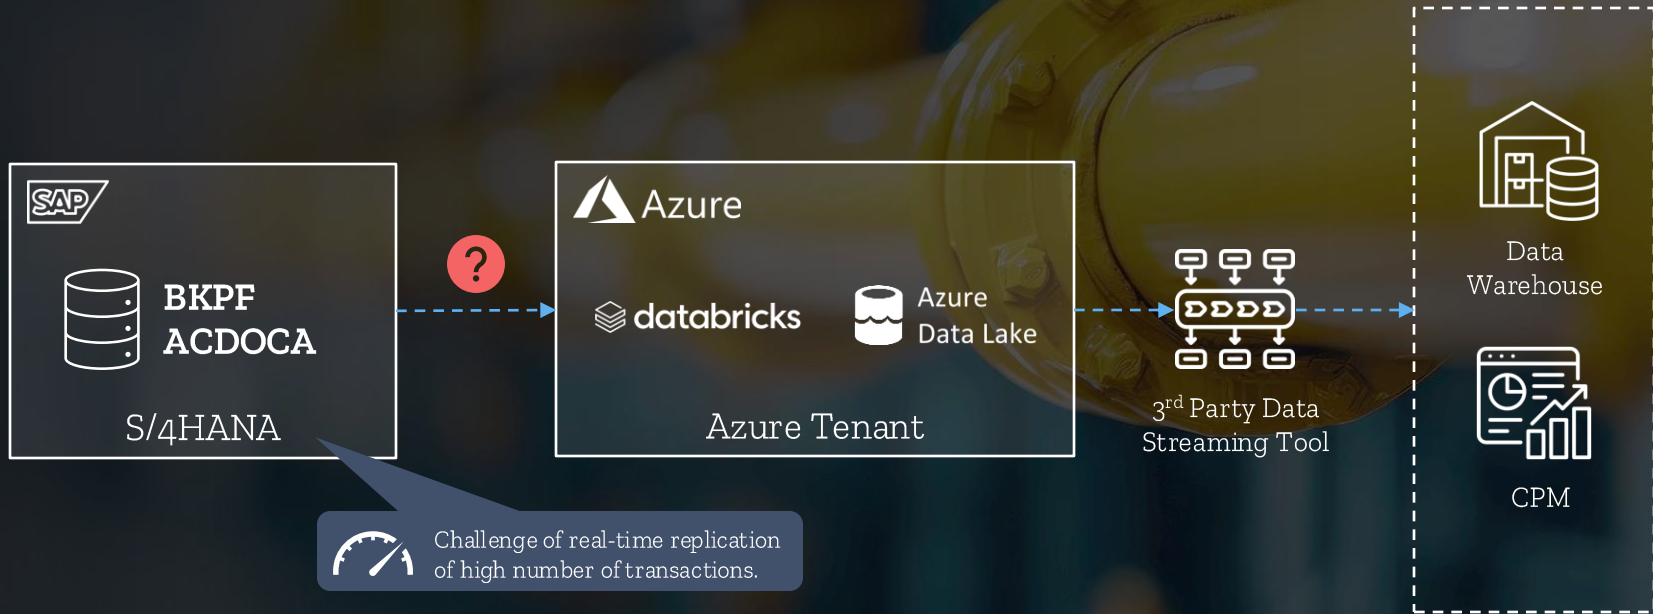 SAP
BKPF
ACDOCA
S/4HANA
?
Azure
databricks
Azure
Data Lake
Azure Tenant
3rd Party Data
Streaming Tool
Data
Warehouse
CPM
Challenge of real-time replication
of high number of transactions.